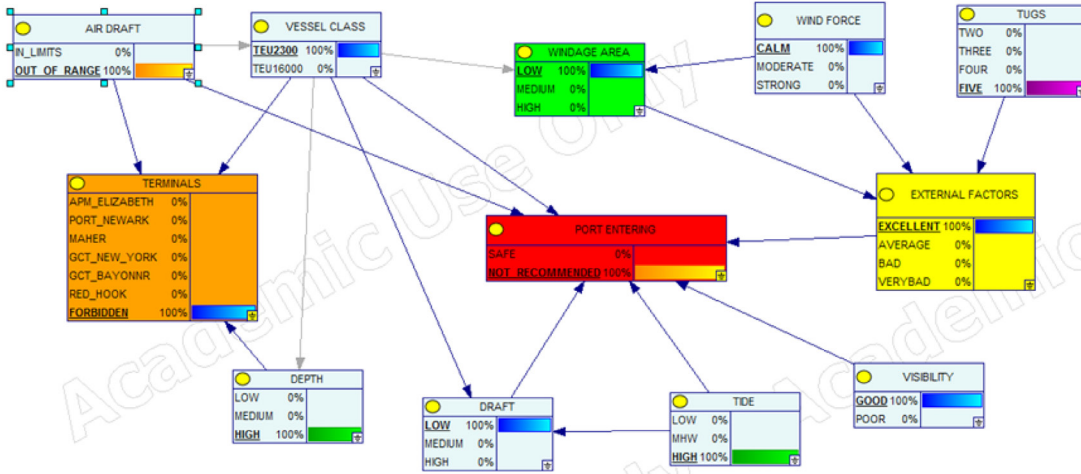 AIR DRAFT
IN_LIMITS 0%
OUT_OF_RANGE 100%
VESSEL CLASS
TEU2300 100%
TEU16000 0%
WINDAGE AREA
LOW 100%
MEDIUM 0%
HIGH 0%
WIND FORCE
CALM 100%
MODERATE 0%
STRONG 0%
TUGS
TWO 0%
THREE 0%
FOUR 0%
FIVE 100%
TERMINALS
APM_ELIZABETH 0%
PORT_NEWARK 0%
MAHER 0%
GCT_NEW_YORK 0%
GCT_BAYONNR 0%
RED_HOOK 0%
FORBIDDEN 100%
PORT ENTERING
SAFE 0%
NOT_RECOMMENDED 100%
EXTERNAL FACTORS
EXCELLENT 100%
AVERAGE 0%
BAD 0%
VERYBAD 0%
DEPTH
LOW 0%
MEDIUM 0%
HIGH 100%
DRAFT
LOW 100%
MEDIUM 0%
HIGH 0%
TIDE
LOW 0%
MHW 0%
HIGH 100%
VISIBILITY
GOOD 100%
POOR 0%
Academic Use Only
Academic